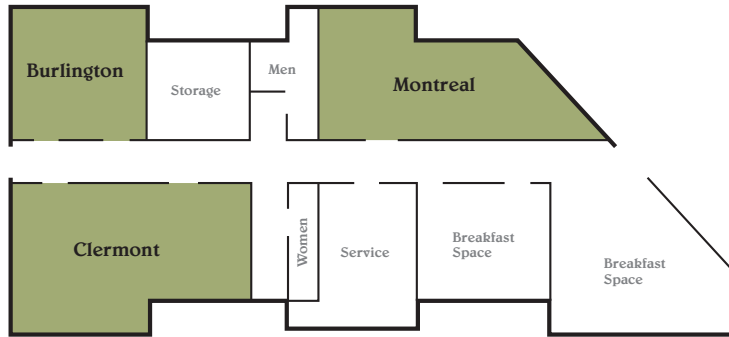 Burlington
Storage
Men
Montreal
Clermont
Women
Service
Breakfast
Space
Breakfast
Space